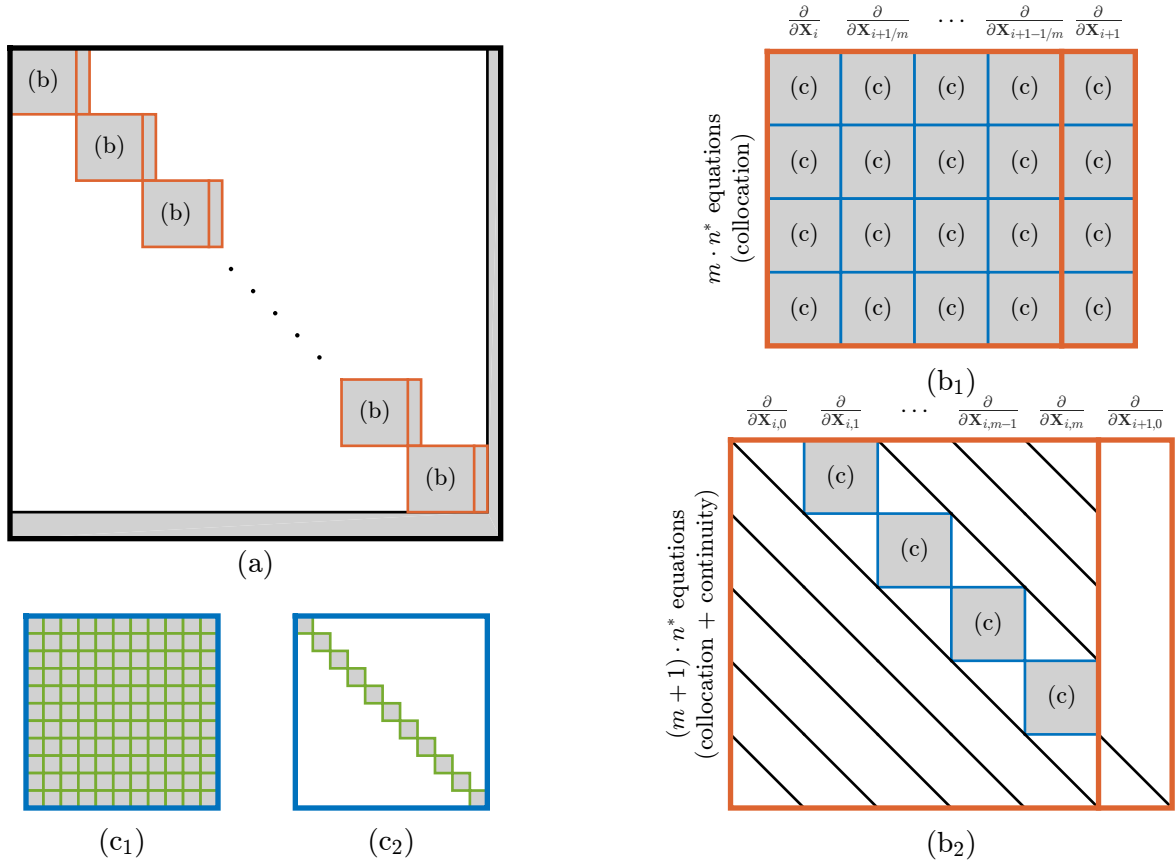 (b)
(b)
(b)
(b)
(b)
(a)
∂/∂X_i ∂/∂X_{i+1/m} ··· ∂/∂X_{i+1−1/m} ∂/∂X_{i+1}
m · n* equations
(collocation)
(c) (c) (c) (c) (c)
(c) (c) (c) (c) (c)
(c) (c) (c) (c) (c)
(c) (c) (c) (c) (c)
(b₁)
∂/∂X_{i,0} ∂/∂X_{i,1} ··· ∂/∂X_{i,m−1} ∂/∂X_{i,m} ∂/∂X_{i+1,0}
(m + 1) · n* equations
(collocation + continuity)
(c)
(c)
(c)
(c)
(b₂)
(c₁)
(c₂)